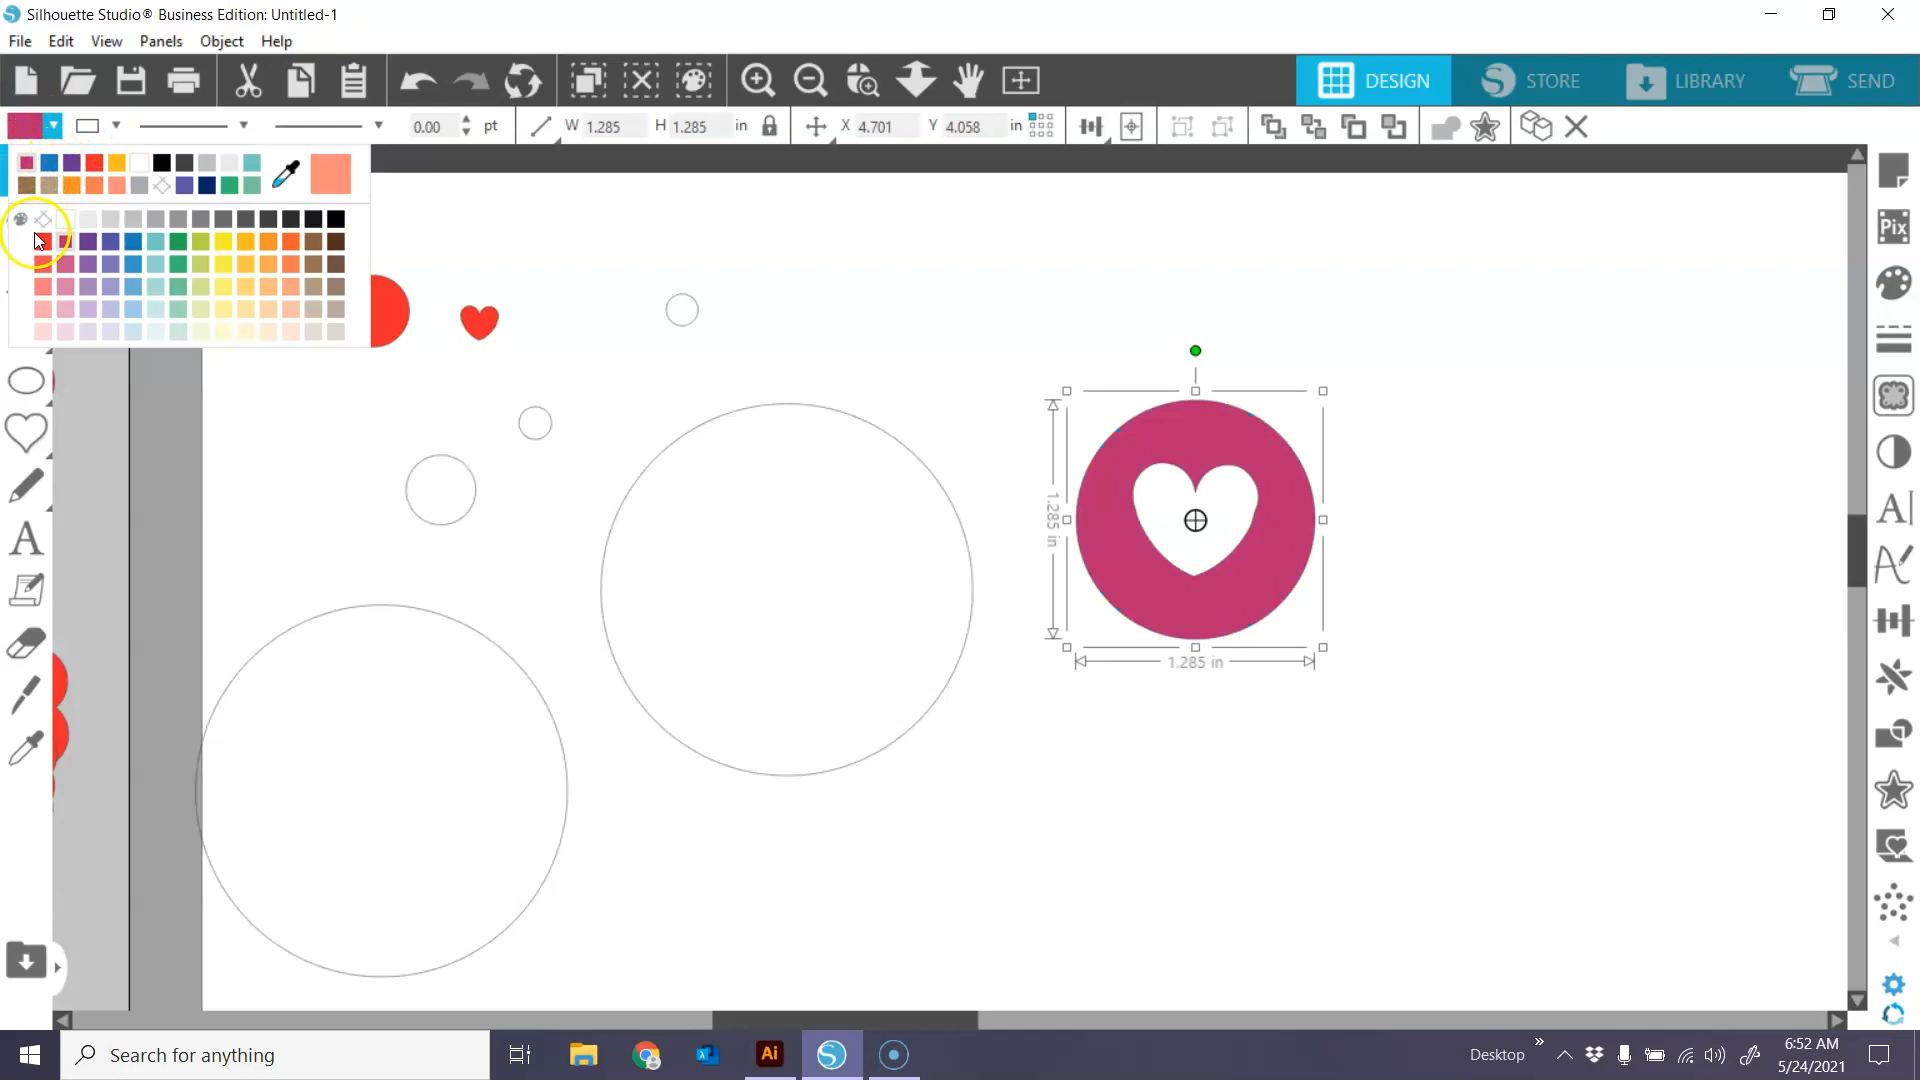 Silhouette Studio® Business Edition: Untitled-1
File Edit View Panels Object Help
DESIGN STORE LIBRARY SEND
0.00 pt W 1.285 H 1.285 in X 4.701 Y 4.058 in
Pix
1.285 in
1.285 in
Search for anything
Ai
Desktop
6:52 AM
5/24/2021